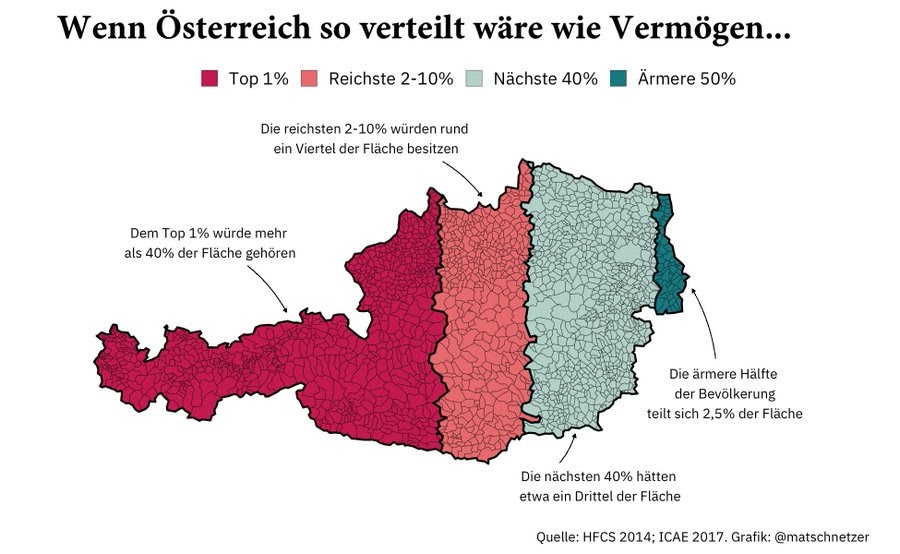 Wenn Österreich so verteilt wäre wie Vermögen...
Top 1% Reichste 2-10% Nächste 40% Ärmere 50%
Die reichsten 2-10% würden rund
ein Viertel der Fläche besitzen
Dem Top 1% würde mehr
als 40% der Fläche gehören
Die ärmere Hälfte
der Bevölkerung
teilt sich 2,5% der Fläche
Die nächsten 40% hätten
etwa ein Drittel der Fläche
Quelle: HFCS 2014; ICAE 2017. Grafik: @matschnetzer